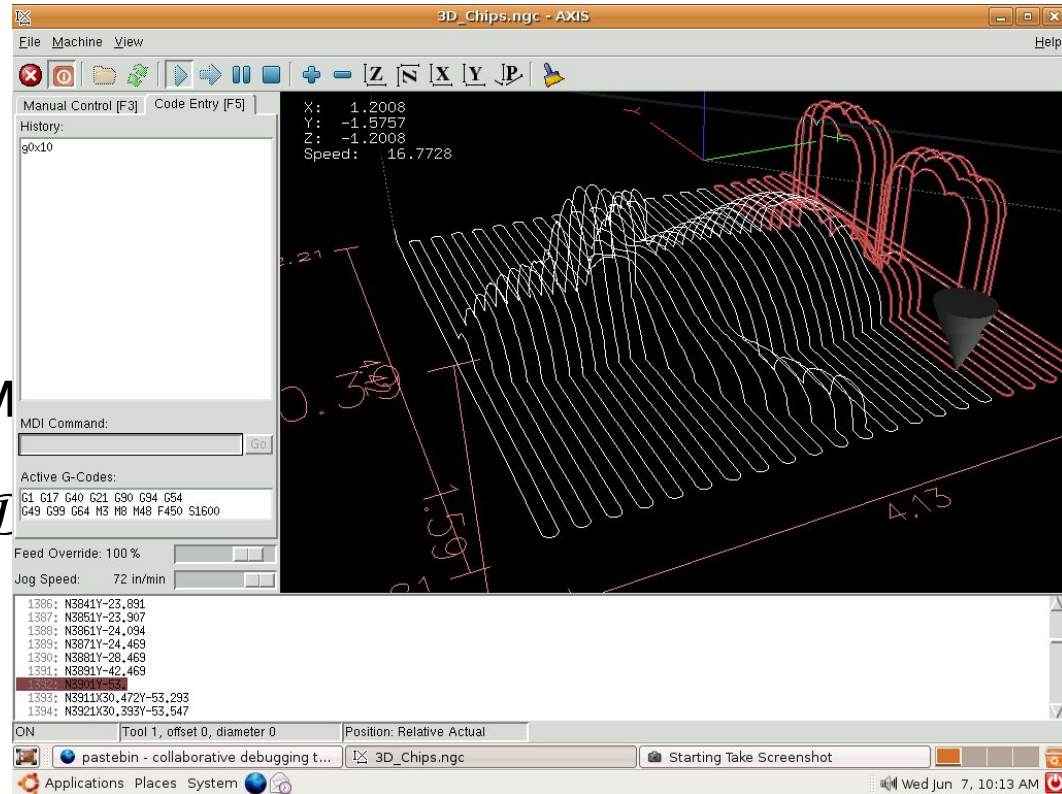 3D_Chips.ngc - AXIS
File Machine View Help
Z N X Y P
Manual Control [F3] Code Entry [F5]
History:
g0x10
X: 1.2008
Y: -1.5757
Z: -1.2008
Speed: 16.7728
4.13
1.59
MDI Command:
Go
Active G-Codes:
G1 G17 G40 G21 G90 G94 G54
G49 G99 G64 M3 M8 M48 F450 S1600
Feed Override: 100 %
Jog Speed: 72 in/min
1386: N3841Y-23.891
1387: N3851Y-23.907
1388: N3861Y-24.094
1389: N3871Y-24.469
1390: N3881Y-28.469
1391: N3891Y-42.469
1392: N3901Y-53.
1393: N3911X30.472Y-53.293
1394: N3921X30.393Y-53.547
ON Tool 1, offset 0, diameter 0 Position: Relative Actual
pastebin - collaborative debugging t... 3D_Chips.ngc Starting Take Screenshot
Applications Places System Wed Jun 7, 10:13 AM